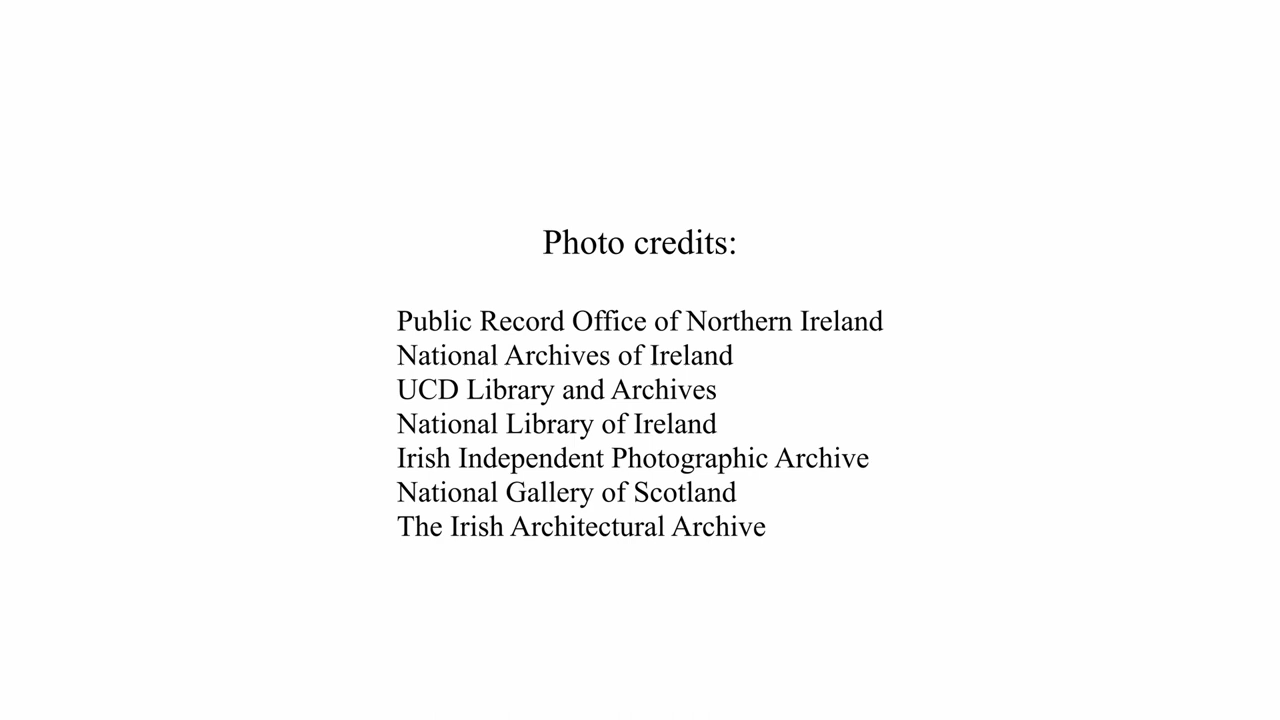 Photo credits:
Public Record Office of Northern Ireland
National Archives of Ireland
UCD Library and Archives
National Library of Ireland
Irish Independent Photographic Archive
National Gallery of Scotland
The Irish Architectural Archive